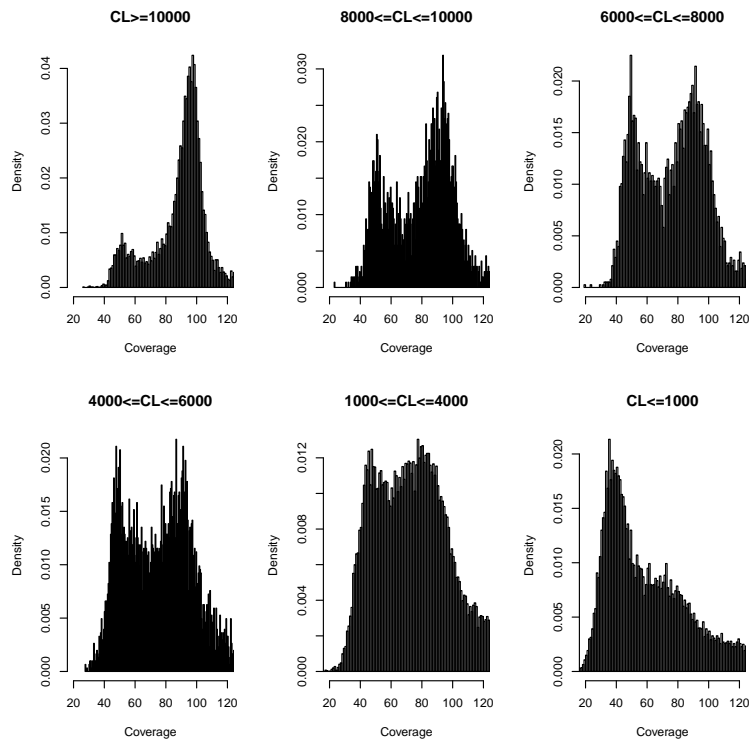 CL>=10000
Density
0.00 0.01 0.02 0.03 0.04
20 40 60 80 100 120
Coverage
8000<=CL<=10000
Density
0.000 0.010 0.020 0.030
20 40 60 80 100 120
Coverage
6000<=CL<=8000
Density
0.000 0.005 0.010 0.015 0.020
20 40 60 80 100 120
Coverage
4000<=CL<=6000
Density
0.000 0.005 0.010 0.015 0.020
20 40 60 80 100 120
Coverage
1000<=CL<=4000
Density
0.000 0.004 0.008 0.012
20 40 60 80 100 120
Coverage
CL<=1000
Density
0.000 0.005 0.010 0.015 0.020
20 40 60 80 100 120
Coverage